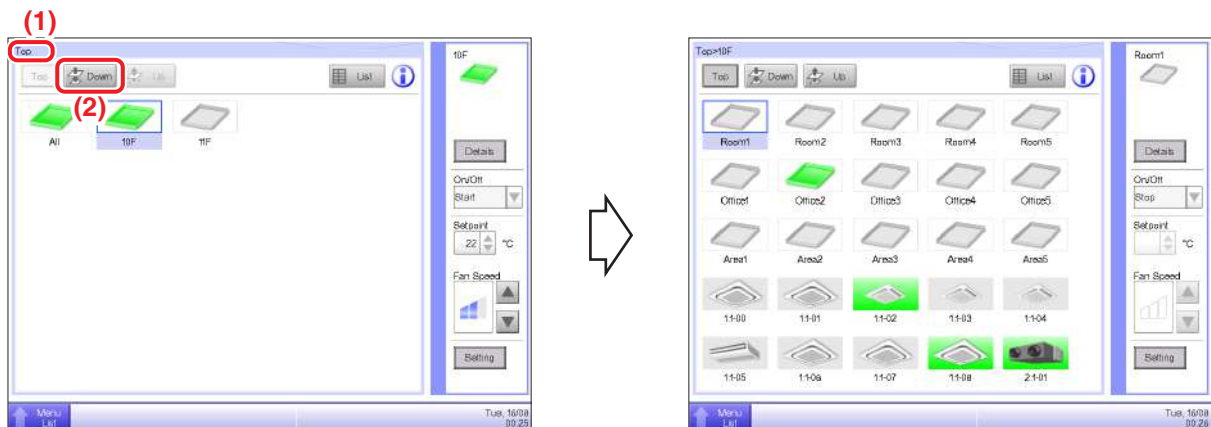 (1)
Top
Top
Down
Up
List
(2)
All
10F
11F
10F
Details
On/Off
Start
Setpoint
22 °C
Fan Speed
Setting
Menu
List
Tue, 16/08
00:25
Top>10F
Top
Down
Up
List
Room1 Room2 Room3 Room4 Room5
Office1 Office2 Office3 Office4 Office5
Area1 Area2 Area3 Area4 Area5
1:1-00 1:1-01 1:1-02 1:1-03 1:1-04
1:1-05 1:1-06 1:1-07 1:1-08 2:1-01
Room1
Details
On/Off
Stop
Setpoint
°C
Fan Speed
Setting
Menu
List
Tue, 16/08
00:26